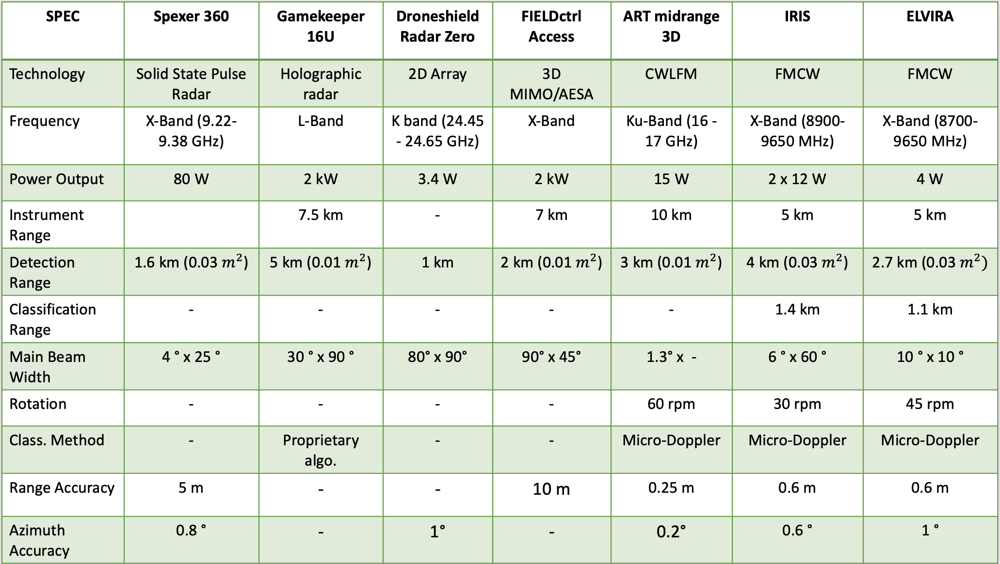 SPEC
Spexer 360
Gamekeeper
16U
Droneshield
Radar Zero
FIELDctrl
Access
ART midrange
3D
IRIS
ELVIRA
Technology
Solid State Pulse
Radar
Holographic
radar
2D Array
3D
MIMO/AESA
CWLFM
FMCW
FMCW
Frequency
X-Band (9.22-
9.38 GHz)
L-Band
K band (24.45
- 24.65 GHz)
X-Band
Ku-Band (16 -
17 GHz)
X-Band (8900-
9650 MHz)
X-Band (8700-
9650 MHz)
Power Output
80 W
2 kW
3.4 W
2 kW
15 W
2 x 12 W
4 W
Instrument
Range
7.5 km
-
7 km
10 km
5 km
5 km
Detection
Range
1.6 km (0.03 m²)
5 km (0.01 m²)
1 km
2 km (0.01 m²)
3 km (0.01 m²)
4 km (0.03 m²)
2.7 km (0.03 m²)
Classification
Range
-
-
-
-
-
1.4 km
1.1 km
Main Beam
Width
4 ° x 25 °
30 ° x 90 °
80° x 90°
90° x 45°
1.3° x -
6 ° x 60 °
10 ° x 10 °
Rotation
-
-
-
-
60 rpm
30 rpm
45 rpm
Class. Method
-
Proprietary
algo.
-
-
Micro-Doppler
Micro-Doppler
Micro-Doppler
Range Accuracy
5 m
-
-
10 m
0.25 m
0.6 m
0.6 m
Azimuth
Accuracy
0.8 °
-
1°
-
0.2°
0.6 °
1 °